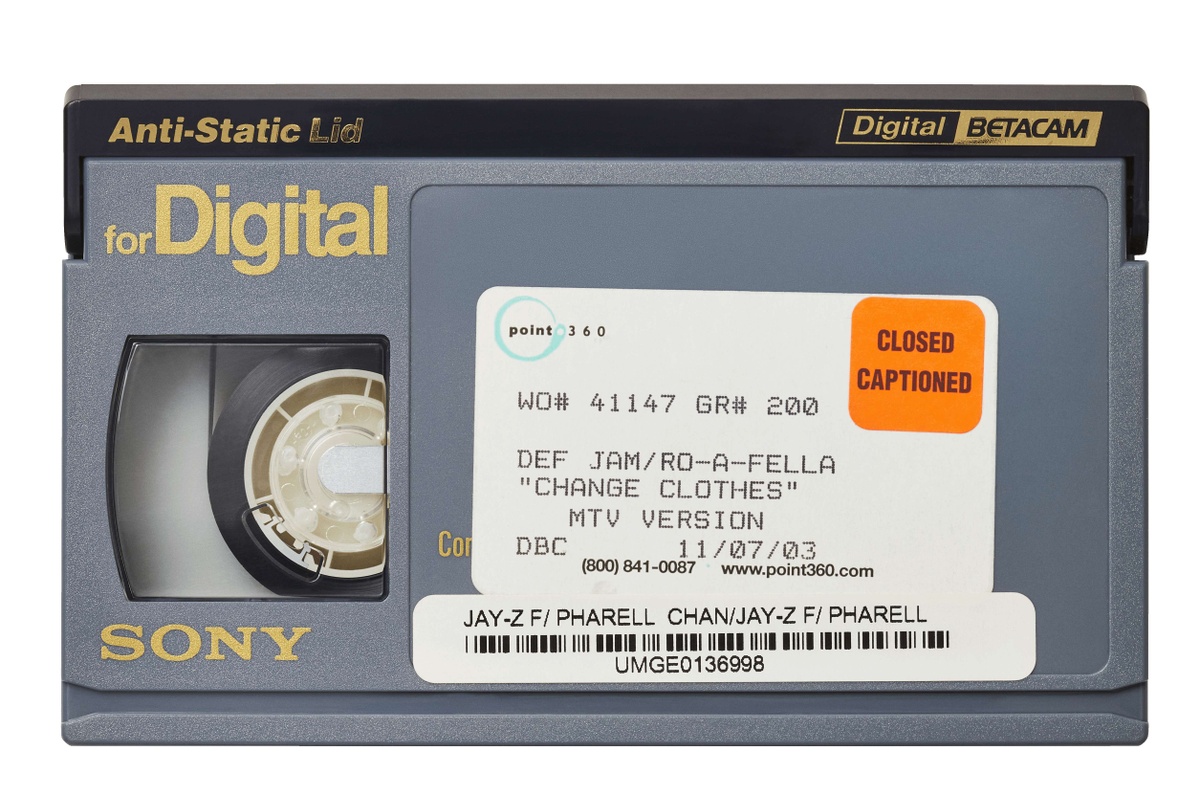 Anti-Static Lid
Digital BETACAM
for Digital
point 360
CLOSED
CAPTIONED
WO# 41147 GR# 200
DEF JAM/RO-A-FELLA
"CHANGE CLOTHES"
MTV VERSION
DBC 11/07/03
(800) 841-0087 www.point360.com
SONY
JAY-Z F/ PHARELL CHAN/JAY-Z F/ PHARELL
UMGE0136998